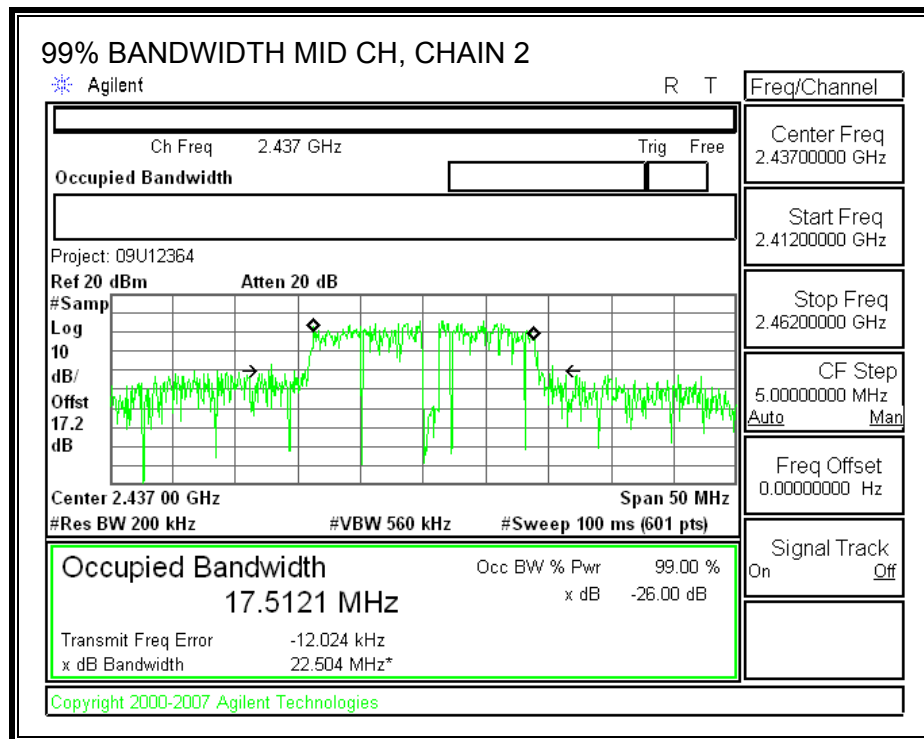 99% BANDWIDTH MID CH, CHAIN 2
Agilent R T
Freq/Channel
Ch Freq 2.437 GHz Trig Free
Occupied Bandwidth
Center Freq
2.43700000 GHz
Start Freq
2.41200000 GHz
Stop Freq
2.46200000 GHz
CF Step
5.00000000 MHz
Auto Man
Freq Offset
0.00000000 Hz
Signal Track
On Off
Project: 09U12364
Ref 20 dBm Atten 20 dB
#Samp
Log
10
dB/
Offst
17.2
dB
Center 2.437 00 GHz Span 50 MHz
#Res BW 200 kHz #VBW 560 kHz #Sweep 100 ms (601 pts)
Occupied Bandwidth
17.5121 MHz
Occ BW % Pwr 99.00 %
x dB -26.00 dB
Transmit Freq Error -12.024 kHz
x dB Bandwidth 22.504 MHz*
Copyright 2000-2007 Agilent Technologies